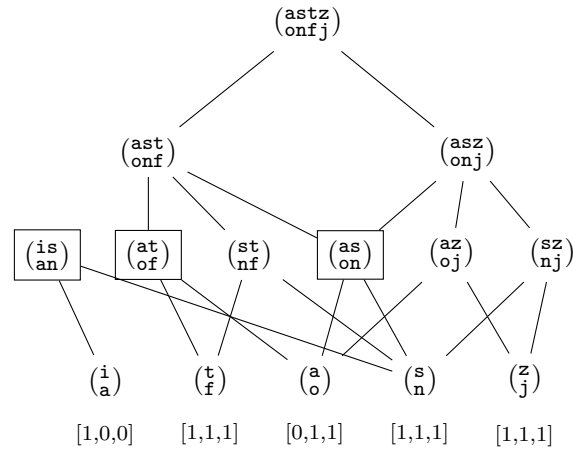 (astz
onfj)
(ast
onf) (asz
onj)
(is
an) (at
of) (st
nf) (as
on) (az
oj) (sz
nj)
(i
a) (t
f) (a
o) (s
n) (z
j)
[1,0,0] [1,1,1] [0,1,1] [1,1,1] [1,1,1]